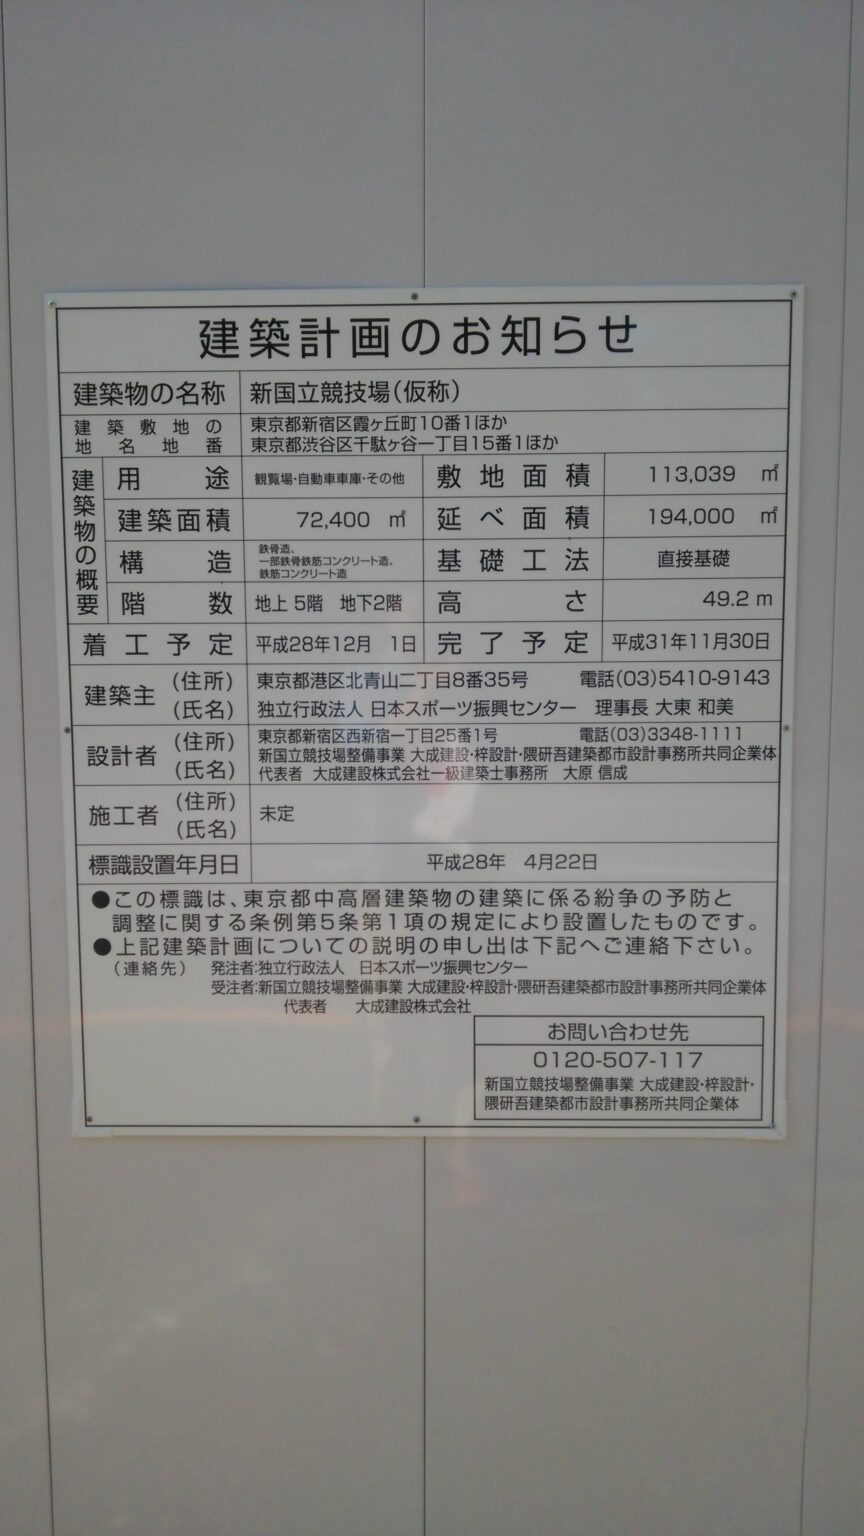 建築計画のお知らせ
建築物の名称 新国立競技場(仮称)
建築敷地の地名地番 東京都新宿区霞ヶ丘町10番1ほか
東京都渋谷区千駄ヶ谷一丁目15番1ほか
建築物の概要
用途 観覧場・自動車車庫・その他 敷地面積 113,039 ㎡
建築面積 72,400 ㎡ 延べ面積 194,000 ㎡
構造 鉄骨造、
一部鉄骨鉄筋コンクリート造、
鉄筋コンクリート造
基礎工法 直接基礎
階数 地上 5階 地下2階 高さ 49.2 m
着工予定 平成28年12月 1日 完了予定 平成31年11月30日
建築主 (住所) 東京都港区北青山二丁目8番35号 電話(03)5410-9143
(氏名) 独立行政法人 日本スポーツ振興センター 理事長 大東 和美
設計者 (住所) 東京都新宿区西新宿一丁目25番1号 電話(03)3348-1111
(氏名) 新国立競技場整備事業 大成建設・梓設計・隈研吾建築都市設計事務所共同企業体
代表者 大成建設株式会社一級建築士事務所 大原 信成
施工者 (住所)
(氏名) 未定
標識設置年月日 平成28年 4月22日
●この標識は、東京都中高層建築物の建築に係る紛争の予防と
調整に関する条例第5条第1項の規定により設置したものです。
●上記建築計画についての説明の申し出は下記へご連絡下さい。
(連絡先) 発注者:独立行政法人 日本スポーツ振興センター
受注者:新国立競技場整備事業 大成建設・梓設計・隈研吾建築都市設計事務所共同企業体
代表者 大成建設株式会社
お問い合わせ先
0120-507-117
新国立競技場整備事業 大成建設・梓設計・
隈研吾建築都市設計事務所共同企業体